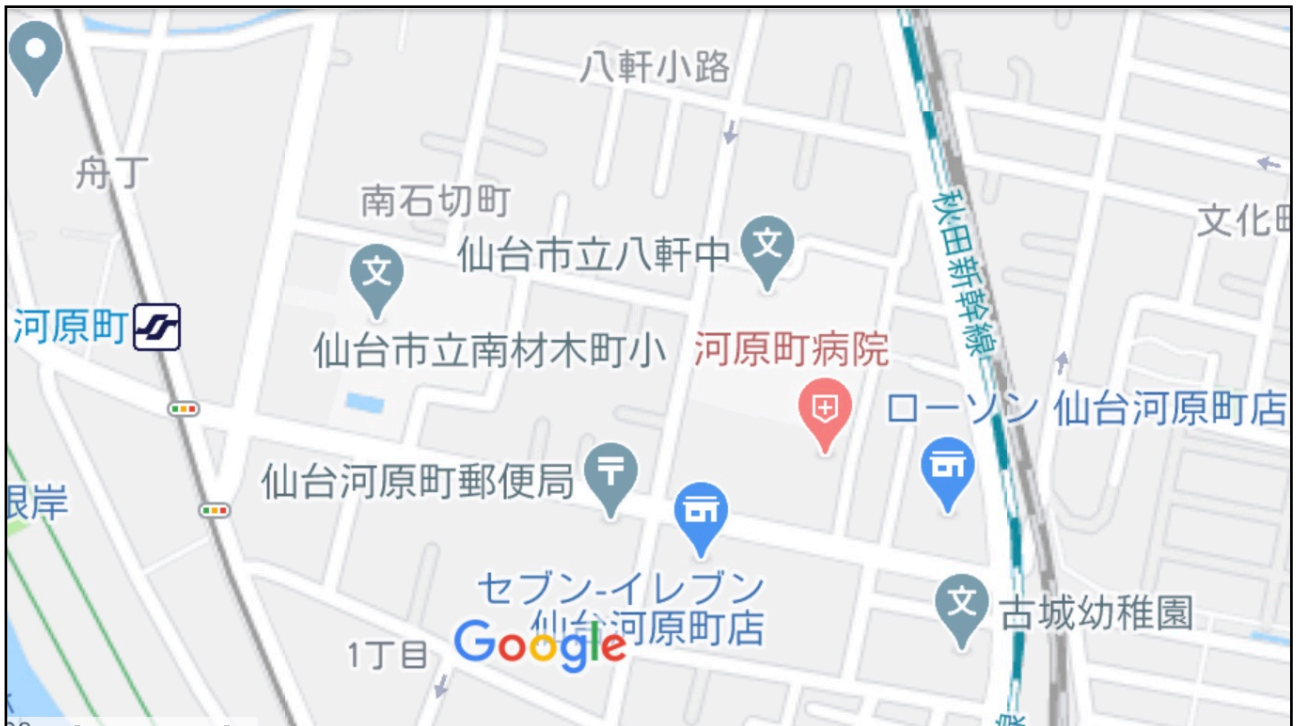 八軒小路
舟丁
南石切町
文化町
仙台市立八軒中
秋田新幹線
河原町
仙台市立南材木町小
河原町病院
ローソン 仙台河原町店
仙台河原町郵便局
根岸
セブン-イレブン
仙台河原町店
古城幼稚園
1丁目
Google
線